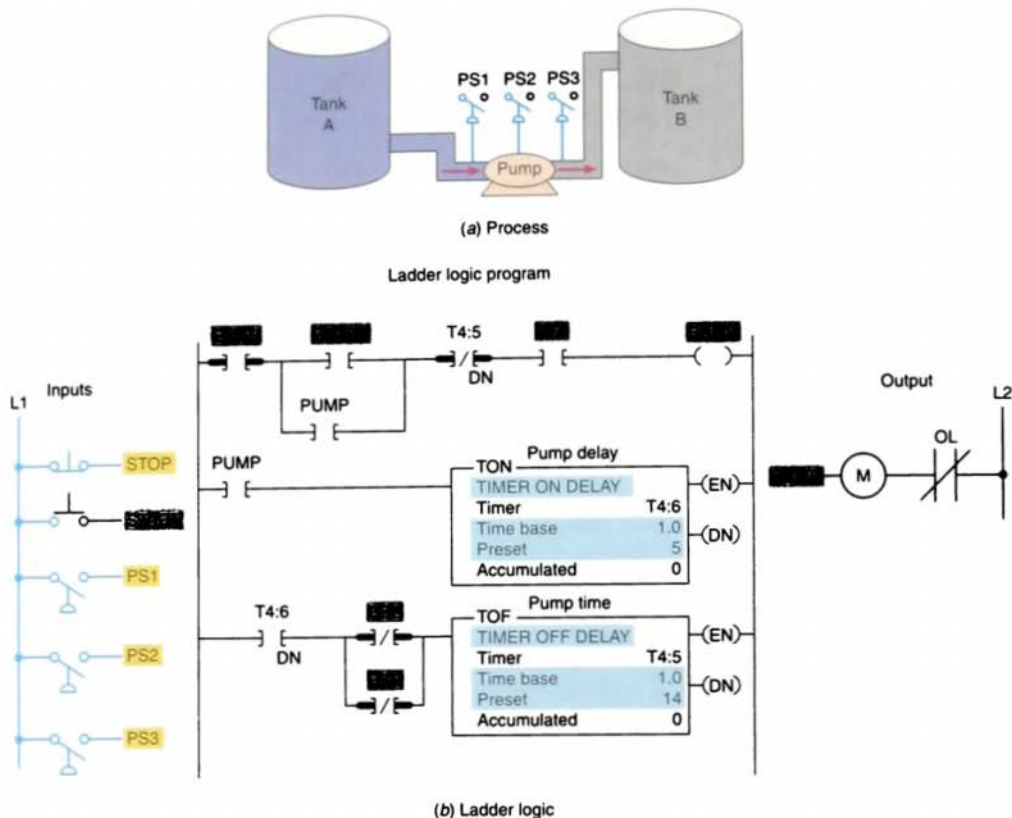 Tank
A
PS1 PS2 PS3
Pump
Tank
B
(a) Process
Ladder logic program
T4:5
DN
PUMP
Inputs
L1
STOP
PS1
PS2
PS3
PUMP
Pump delay
TON
TIMER ON DELAY
Timer T4:6
Time base 1.0
Preset 5
Accumulated 0
EN
DN
T4:6
DN
Pump time
TOF
TIMER OFF DELAY
Timer T4:5
Time base 1.0
Preset 14
Accumulated 0
EN
DN
Output
L2
OL
M
(b) Ladder logic